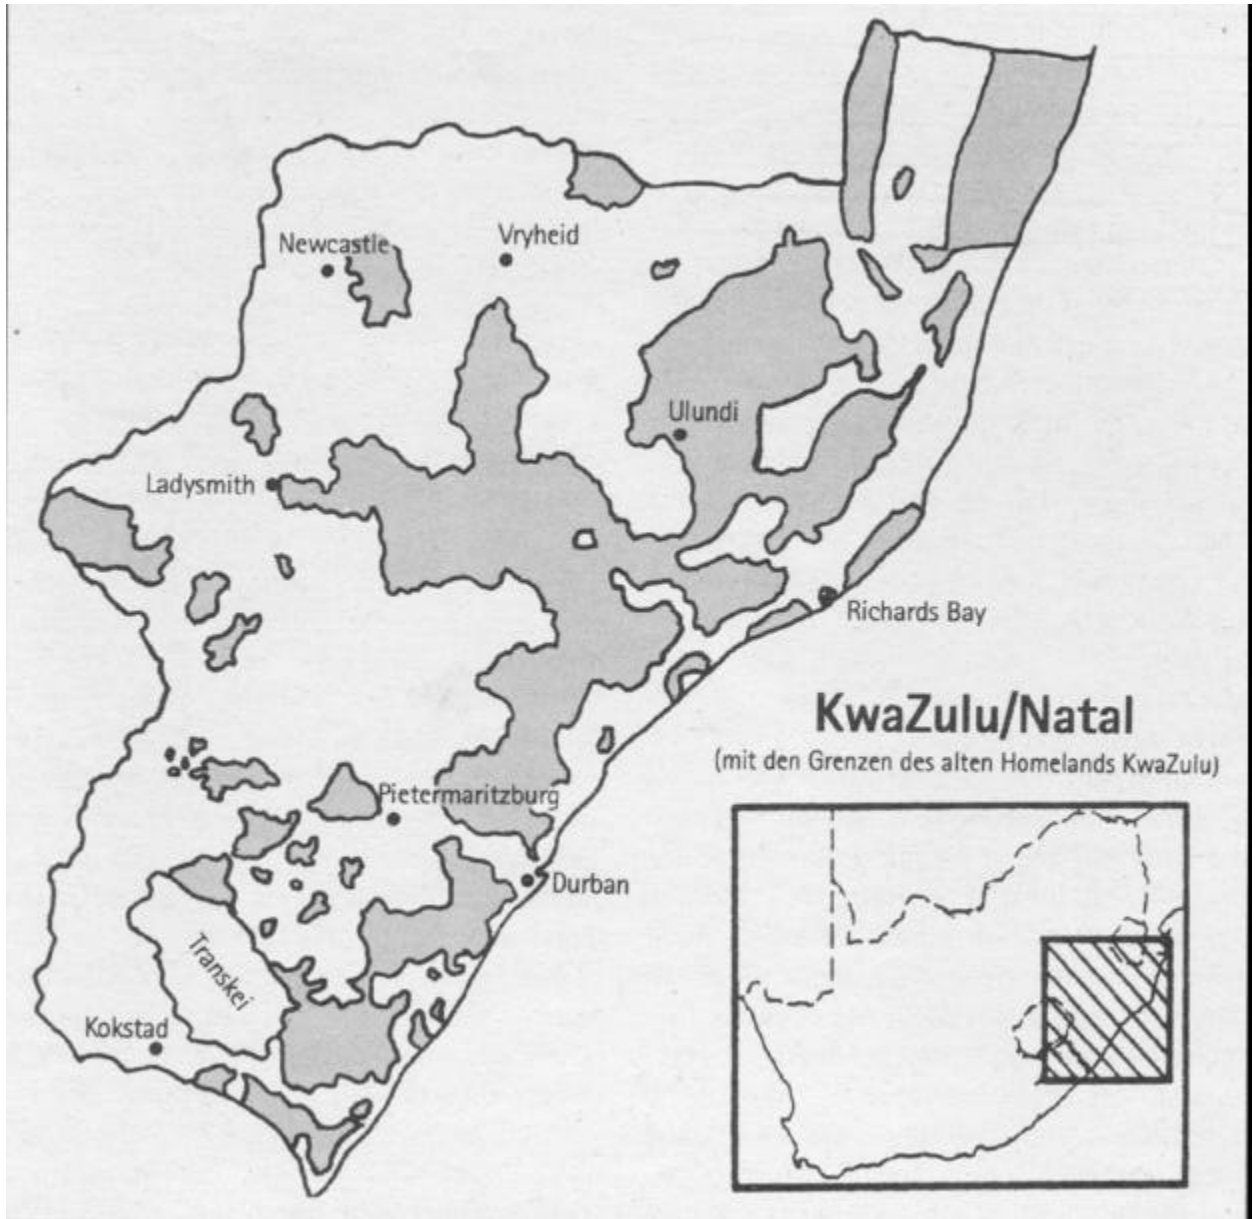 Newcastle
Vryheid
Ulundi
Ladysmith
Richards Bay
KwaZulu/Natal
(mit den Grenzen des alten Homelands KwaZulu)
Pietermaritzburg
Durban
Transkei
Kokstad